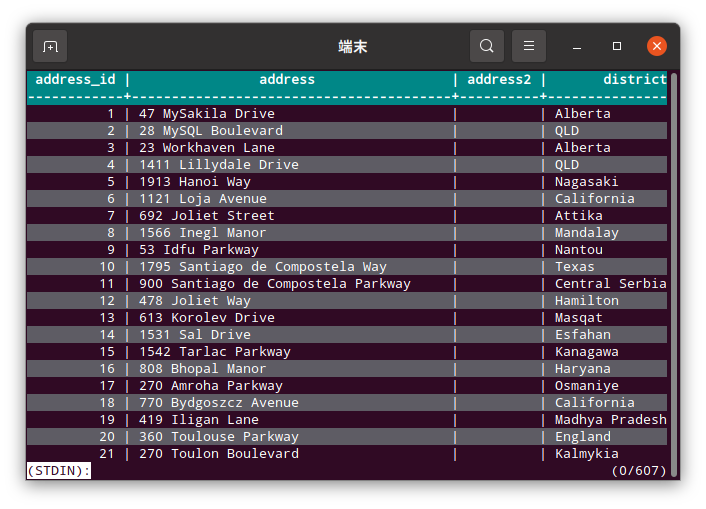 端末
address_id | address | address2 | district
-----------+----------------------------------------+---------+---------------
1 | 47 MySakila Drive | | Alberta
2 | 28 MySQL Boulevard | | QLD
3 | 23 Workhaven Lane | | Alberta
4 | 1411 Lillydale Drive | | QLD
5 | 1913 Hanoi Way | | Nagasaki
6 | 1121 Loja Avenue | | California
7 | 692 Joliet Street | | Attika
8 | 1566 Inegl Manor | | Mandalay
9 | 53 Idfu Parkway | | Nantou
10 | 1795 Santiago de Compostela Way | | Texas
11 | 900 Santiago de Compostela Parkway | | Central Serbia
12 | 478 Joliet Way | | Hamilton
13 | 613 Korolev Drive | | Masqat
14 | 1531 Sal Drive | | Esfahan
15 | 1542 Tarlac Parkway | | Kanagawa
16 | 808 Bhopal Manor | | Haryana
17 | 270 Amroha Parkway | | Osmaniye
18 | 770 Bydgoszcz Avenue | | California
19 | 419 Iligan Lane | | Madhya Pradesh
20 | 360 Toulouse Parkway | | England
21 | 270 Toulon Boulevard | | Kalmykia
(STDIN): (0/607)